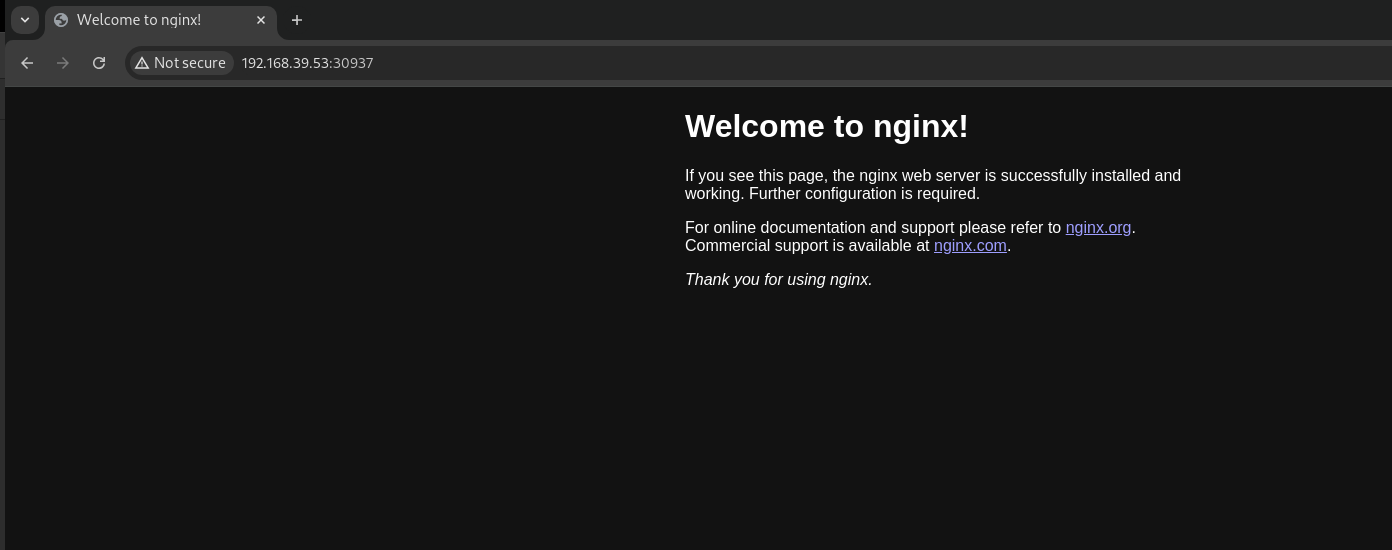 Welcome to nginx!
Not secure 192.168.39.53:30937
Welcome to nginx!
If you see this page, the nginx web server is successfully installed and
working. Further configuration is required.
For online documentation and support please refer to nginx.org.
Commercial support is available at nginx.com.
Thank you for using nginx.